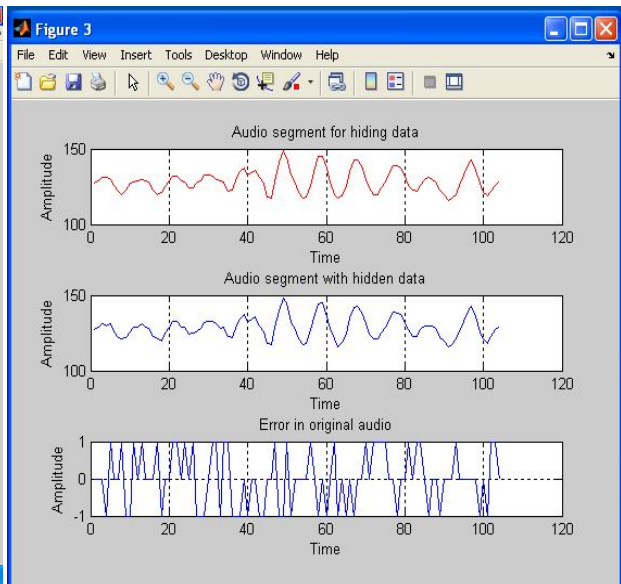 Figure 3
File Edit View Insert Tools Desktop Window Help
Audio segment for hiding data
150
Amplitude
100
0 20 40 60 80 100 120
Time
Audio segment with hidden data
150
Amplitude
100
0 20 40 60 80 100 120
Time
Error in original audio
1
Amplitude
0
-1
0 20 40 60 80 100 120
Time